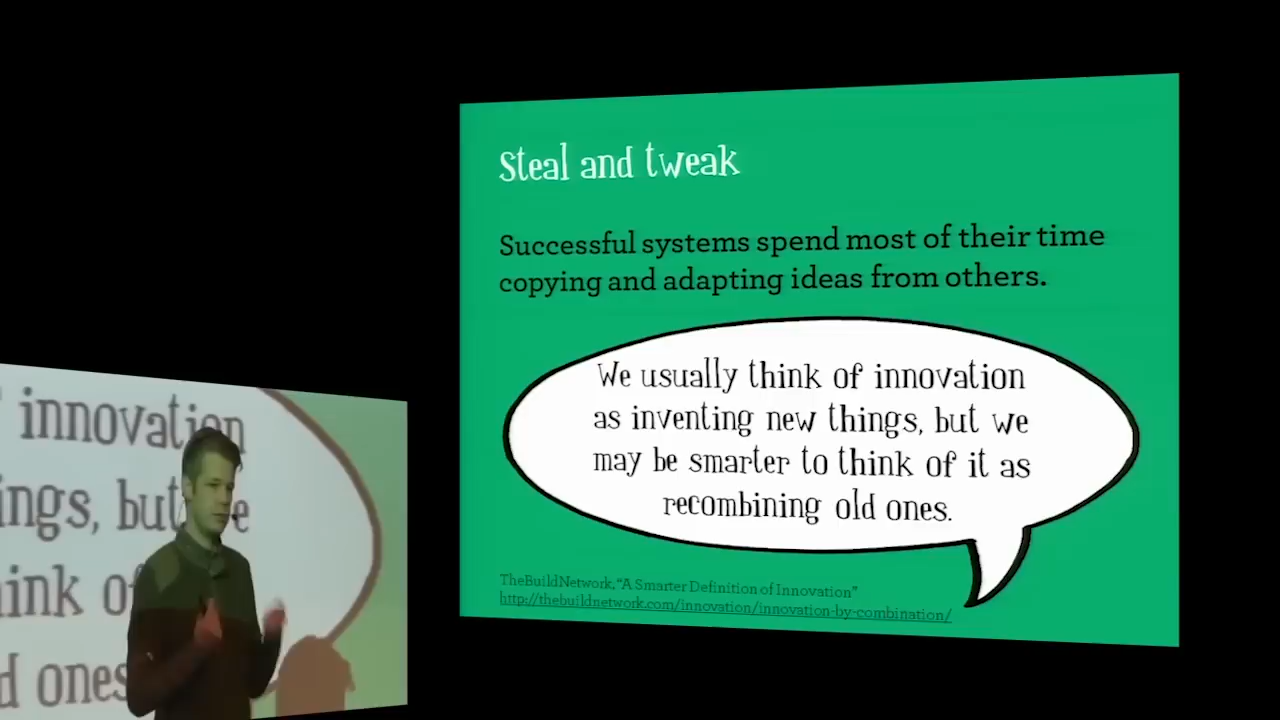 Steal and tweak
Successful systems spend most of their time
copying and adapting ideas from others.
We usually think of innovation
as inventing new things, but we
may be smarter to think of it as
recombining old ones.
TheBuildNetwork, "A Smarter Definition of Innovation"
http://thebuildnetwork.com/innovation/innovation-by-combination/
innovation
ings, but we
ink of
d ones